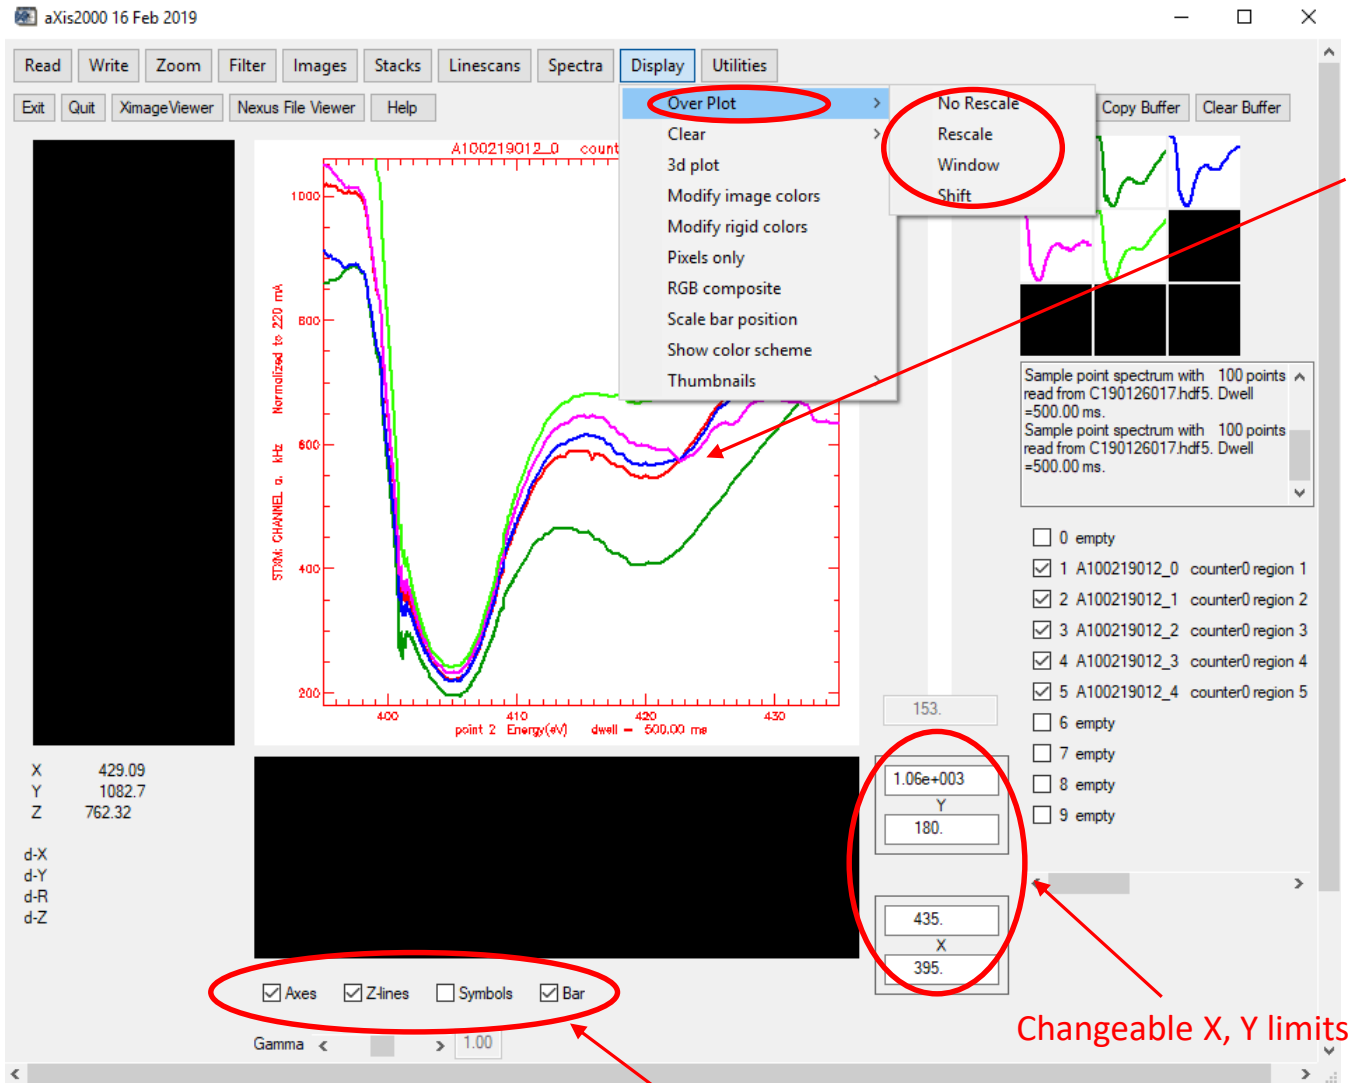 aXis2000 16 Feb 2019
Read Write Zoom Filter Images Stacks Linescans Spectra Display Utilities
Exit Quit XimageViewer Nexus File Viewer Help
Copy Buffer Clear Buffer
Over Plot >
Clear >
3d plot
Modify image colors
Modify rigid colors
Pixels only
RGB composite
Scale bar position
Show color scheme
Thumbnails >
No Rescale
Rescale
Window
Shift
A100219012_0 count
1000
800
600
400
200
STXM: CHANNEL a. kHz Normalized to 220 mA
400 410 420 430
point 2 Energy(eV) dwell = 500.00 ms
Sample point spectrum with 100 points
read from C190126017.hdf5. Dwell
=500.00 ms.
Sample point spectrum with 100 points
read from C190126017.hdf5. Dwell
=500.00 ms.
0 empty
1 A100219012_0 counter0 region 1
2 A100219012_1 counter0 region 2
3 A100219012_2 counter0 region 3
4 A100219012_3 counter0 region 4
5 A100219012_4 counter0 region 5
6 empty
7 empty
8 empty
9 empty
153.
1.06e+003
Y
180.
435.
X
395.
X 429.09
Y 1082.7
Z 762.32
d-X
d-Y
d-R
d-Z
Axes Z-lines Symbols Bar
Gamma < > 1.00
Changeable X, Y limits